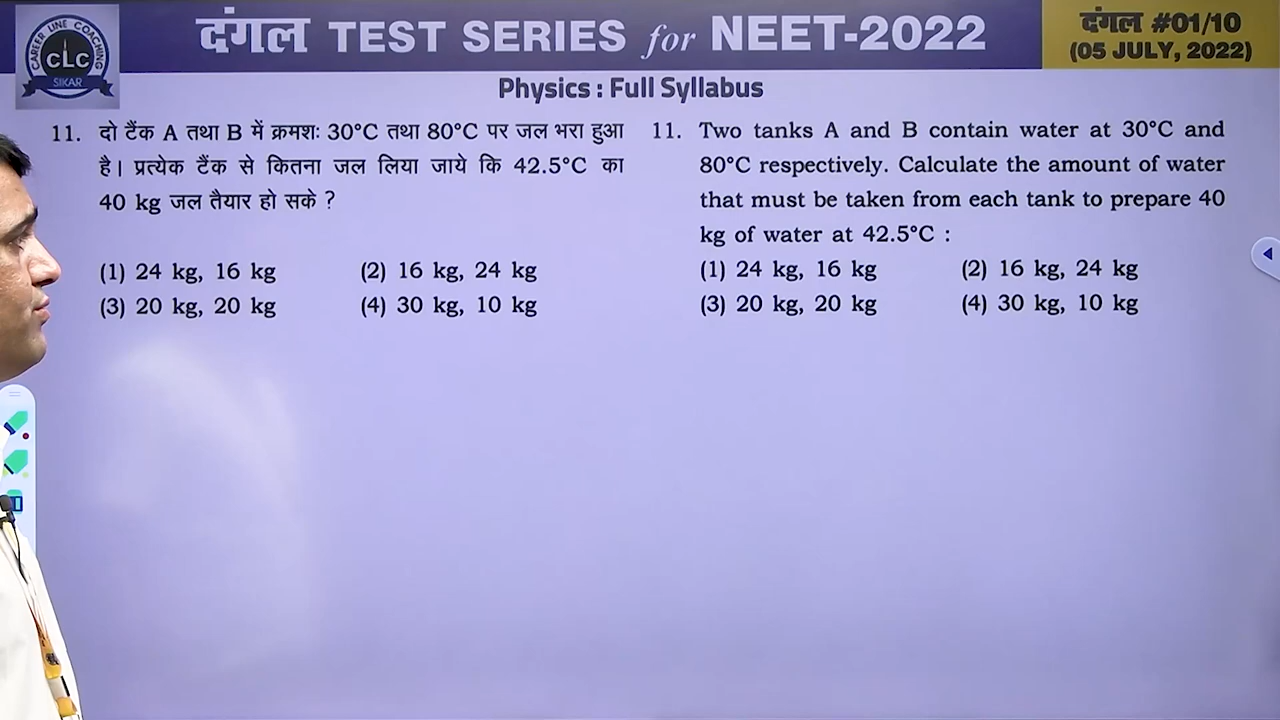 दंगल TEST SERIES for NEET-2022
दंगल #01/10
(05 JULY, 2022)
CAREER LINE COACHING
CLC
SIKAR
Physics : Full Syllabus
11. दो टैंक A तथा B में क्रमशः 30°C तथा 80°C पर जल भरा हुआ
है। प्रत्येक टैंक से कितना जल लिया जाये कि 42.5°C का
40 kg जल तैयार हो सके ?
(1) 24 kg, 16 kg (2) 16 kg, 24 kg
(3) 20 kg, 20 kg (4) 30 kg, 10 kg
11. Two tanks A and B contain water at 30°C and
80°C respectively. Calculate the amount of water
that must be taken from each tank to prepare 40
kg of water at 42.5°C :
(1) 24 kg, 16 kg (2) 16 kg, 24 kg
(3) 20 kg, 20 kg (4) 30 kg, 10 kg